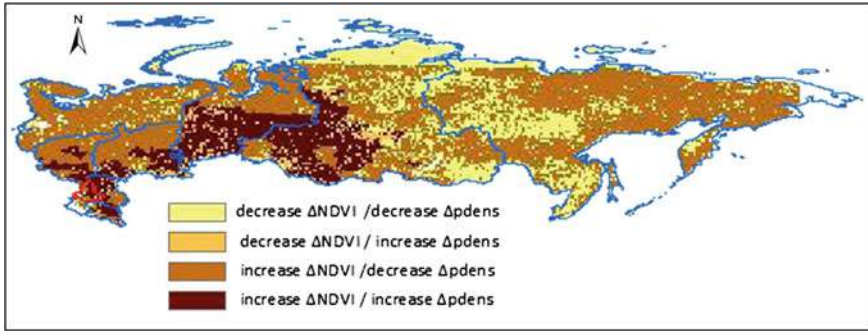 N
decrease ΔNDVI /decrease Δpdens
decrease ΔNDVI / increase Δpdens
increase ΔNDVI /decrease Δpdens
increase ΔNDVI / increase Δpdens